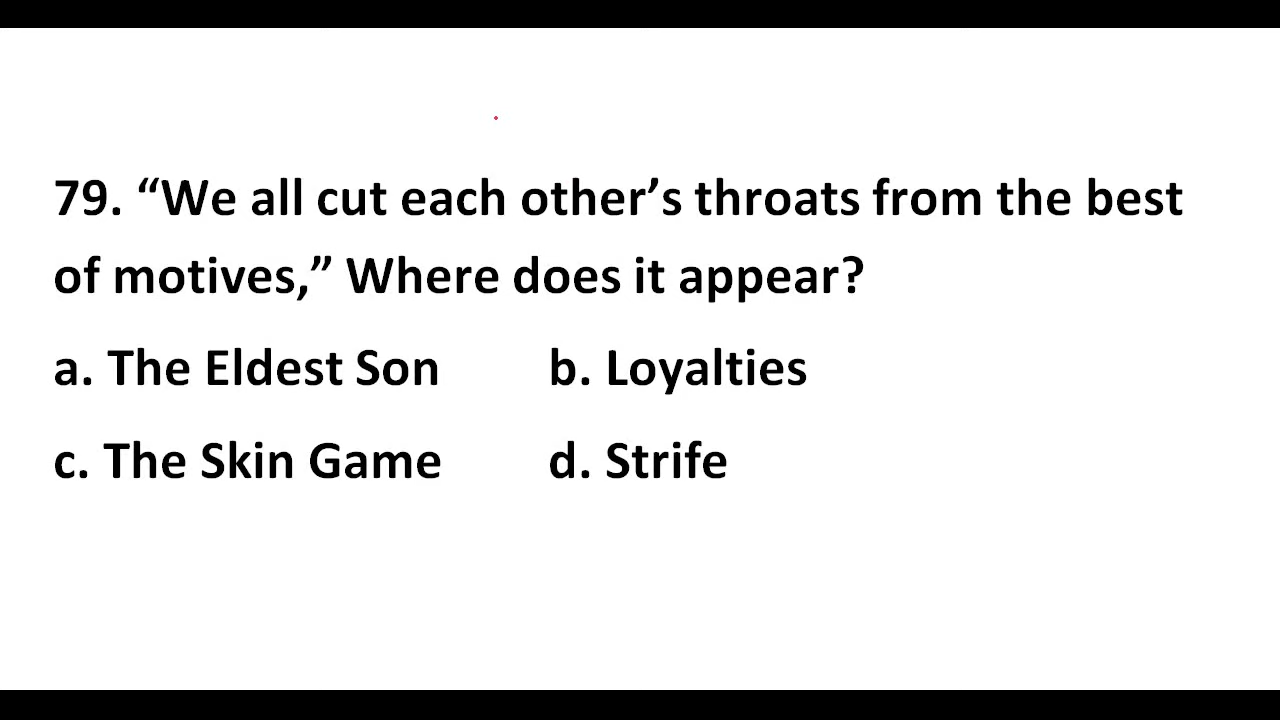 79. “We all cut each other’s throats from the best
of motives,” Where does it appear?
a. The Eldest Son b. Loyalties
c. The Skin Game d. Strife